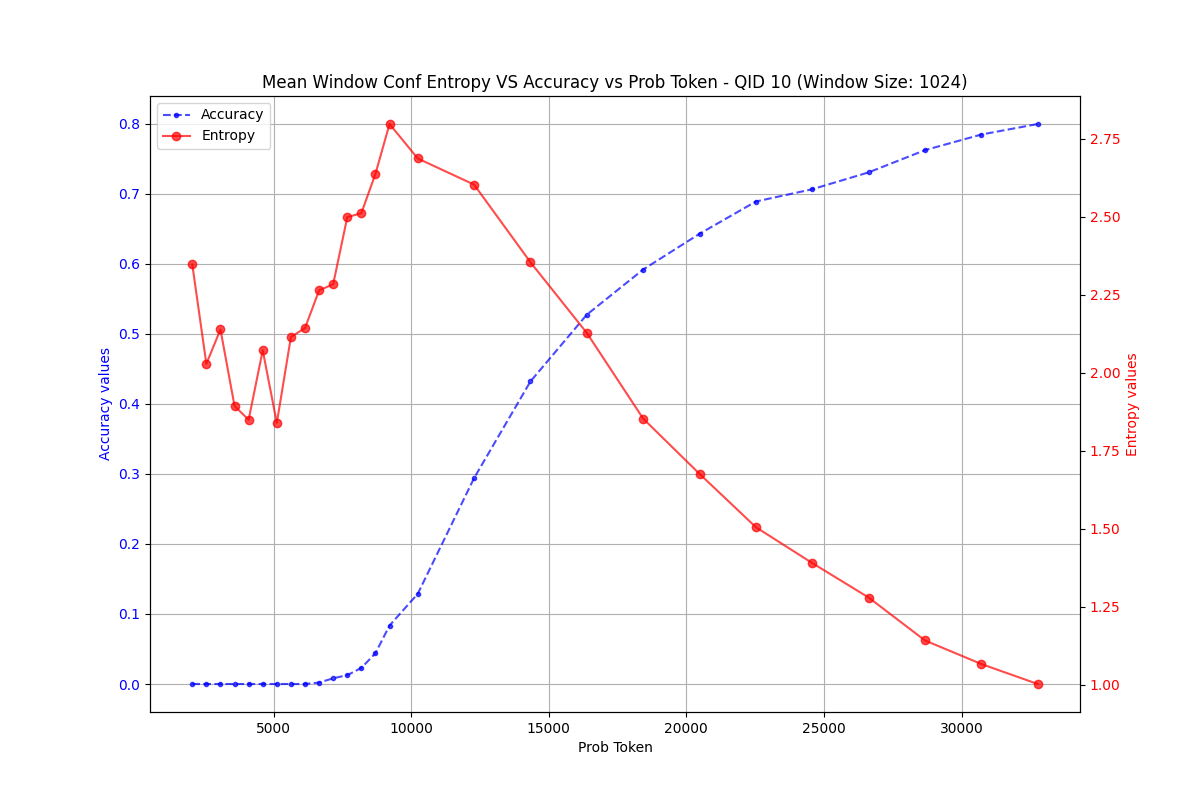 Mean Window Conf Entropy VS Accuracy vs Prob Token - QID 10 (Window Size: 1024)
Accuracy
Entropy
0.8
0.7
0.6
0.5
0.4
0.3
0.2
0.1
0.0
Accuracy values
2.75
2.50
2.25
2.00
1.75
1.50
1.25
1.00
Entropy values
5000 10000 15000 20000 25000 30000
Prob Token